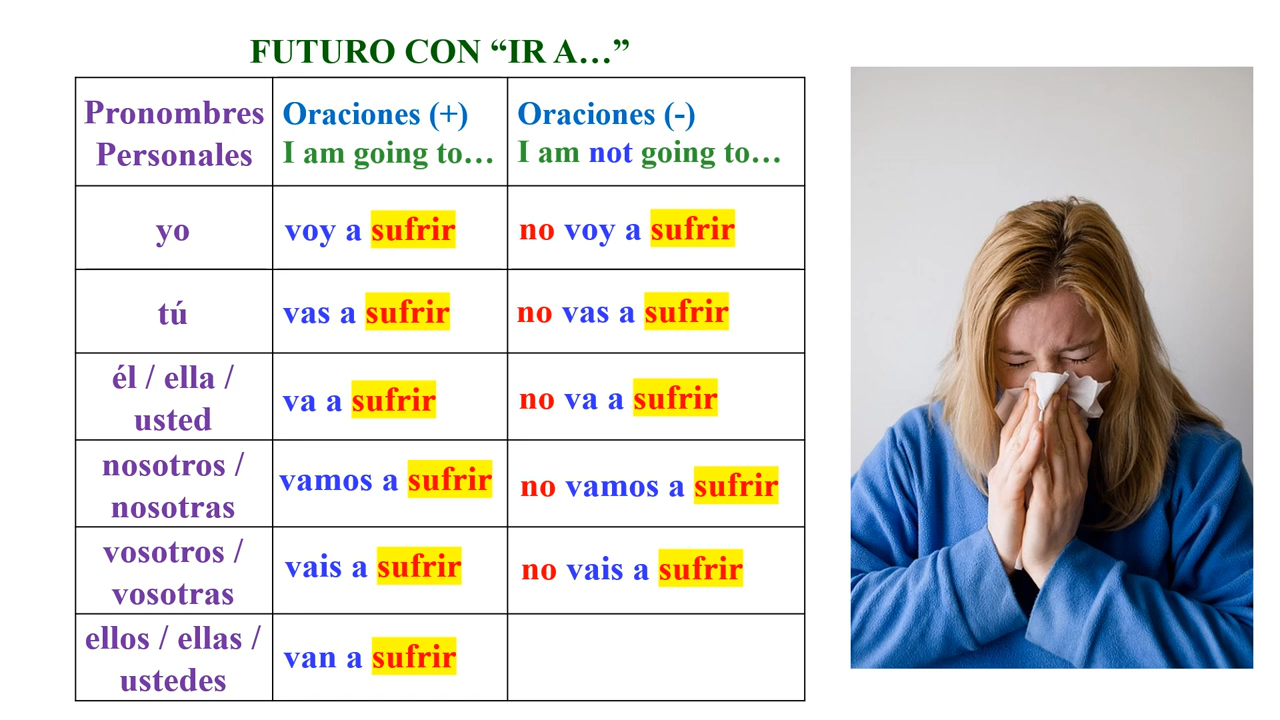 FUTURO CON “IR A…”
Pronombres
Personales
Oraciones (+)
I am going to…
Oraciones (-)
I am not going to…
yo
voy a sufrir
no voy a sufrir
tú
vas a sufrir
no vas a sufrir
él / ella /
usted
va a sufrir
no va a sufrir
nosotros /
nosotras
vamos a sufrir
no vamos a sufrir
vosotros /
vosotras
vais a sufrir
no vais a sufrir
ellos / ellas /
ustedes
van a sufrir